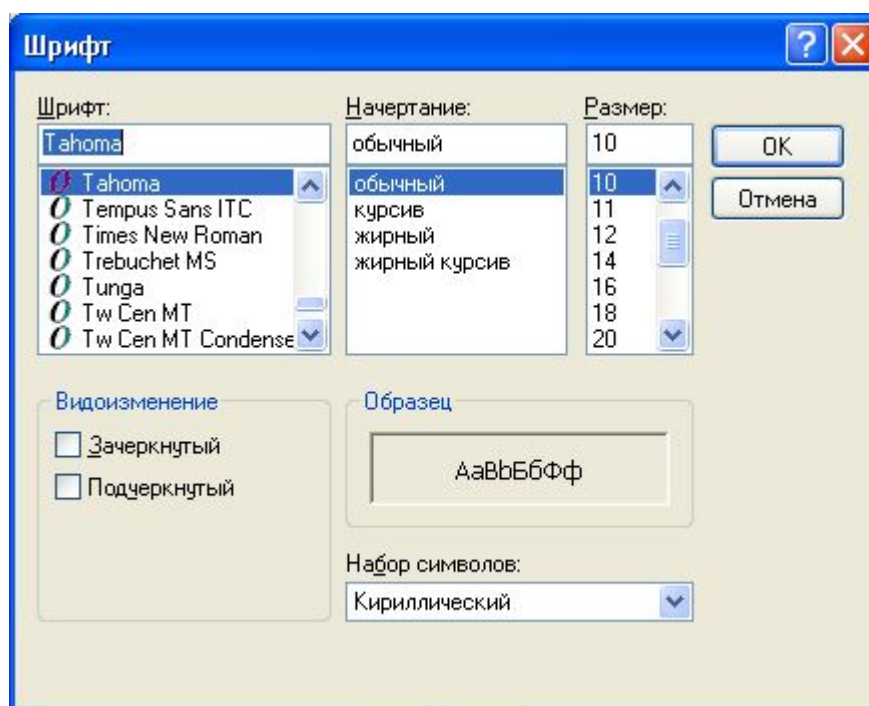 Шрифт
Шрифт:
Tahoma
Tahoma
Tempus Sans ITC
Times New Roman
Trebuchet MS
Tunga
Tw Cen MT
Tw Cen MT Condense
Начертание:
обычный
обычный
курсив
жирный
жирный курсив
Размер:
10
10
11
12
14
16
18
20
OK
Отмена
Видоизменение
Зачеркнутый
Подчеркнутый
Образец
АаBbБбФф
Набор символов:
Кириллический